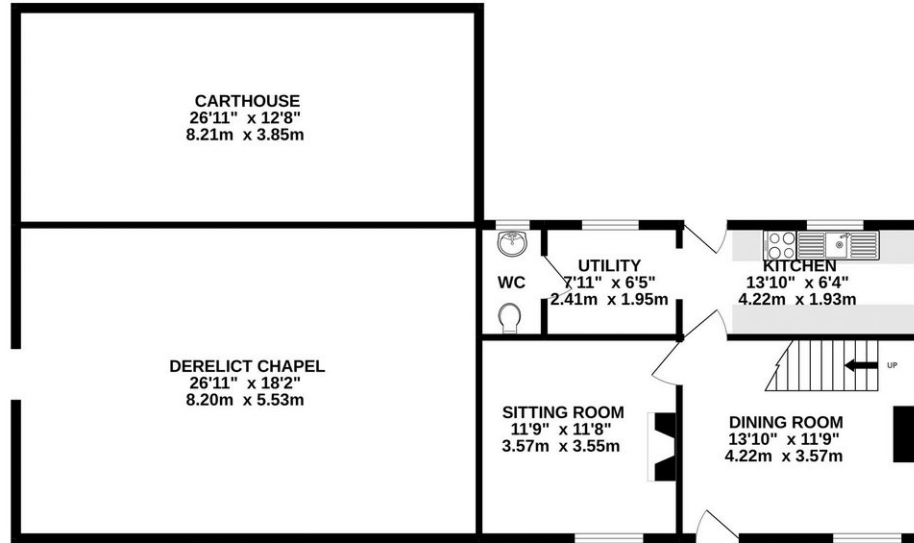 CARTHOUSE
26'11" x 12'8"
8.21m x 3.85m
WC
UTILITY
7'11" x 6'5"
2.41m x 1.95m
KITCHEN
13'10" x 6'4"
4.22m x 1.93m
DERELICT CHAPEL
26'11" x 18'2"
8.20m x 5.53m
SITTING ROOM
11'9" x 11'8"
3.57m x 3.55m
UP
DINING ROOM
13'10" x 11'9"
4.22m x 3.57m